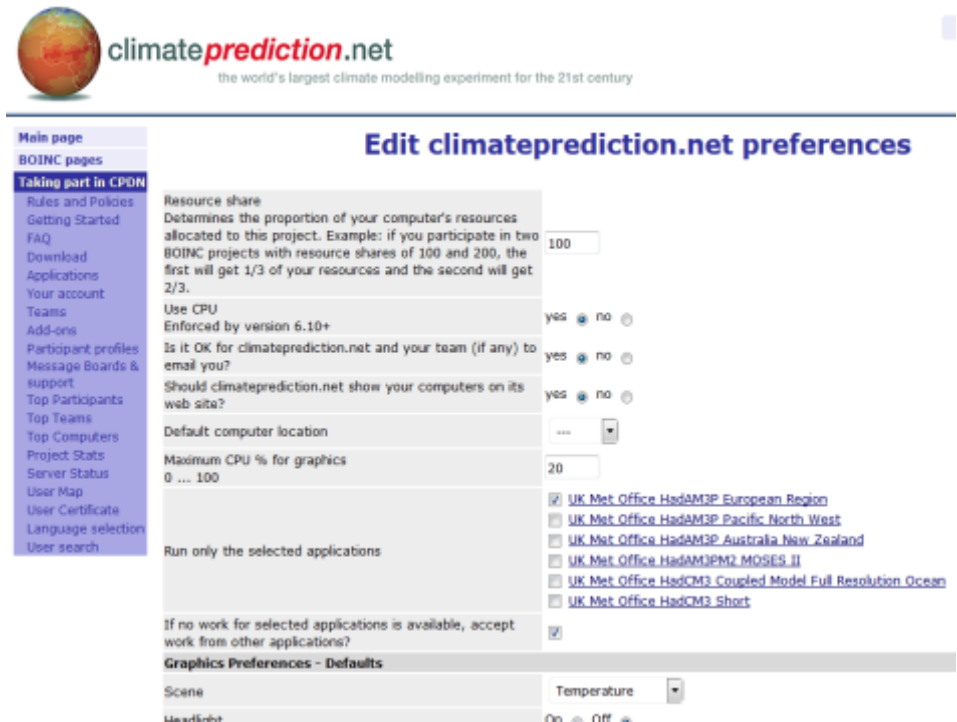 climateprediction.net
the world's largest climate modelling experiment for the 21st century
Main page
BOINC pages
Taking part in CPDN
Rules and Policies
Getting Started
FAQ
Download
Applications
Your account
Teams
Add-ons
Participant profiles
Message Boards &
support
Top Participants
Top Teams
Top Computers
Project Stats
Server Status
User Map
User Certificate
Language selection
User search
Edit climateprediction.net preferences
Resource share
Determines the proportion of your computer's resources
allocated to this project. Example: if you participate in two
BOINC projects with resource shares of 100 and 200, the
first will get 1/3 of your resources and the second will get
2/3.
100
Use CPU
Enforced by version 6.10+
yes no
Is it OK for climateprediction.net and your team (if any) to
email you?
yes no
Should climateprediction.net show your computers on its
web site?
yes no
Default computer location
---
Maximum CPU % for graphics
0 ... 100
20
Run only the selected applications
UK Met Office HadAM3P European Region
UK Met Office HadAM3P Pacific North West
UK Met Office HadAM3P Australia New Zealand
UK Met Office HadAM3PM2 MOSES II
UK Met Office HadCM3 Coupled Model Full Resolution Ocean
UK Met Office HadCM3 Short
If no work for selected applications is available, accept
work from other applications?
Graphics Preferences - Defaults
Scene
Temperature
Headlight
On Off